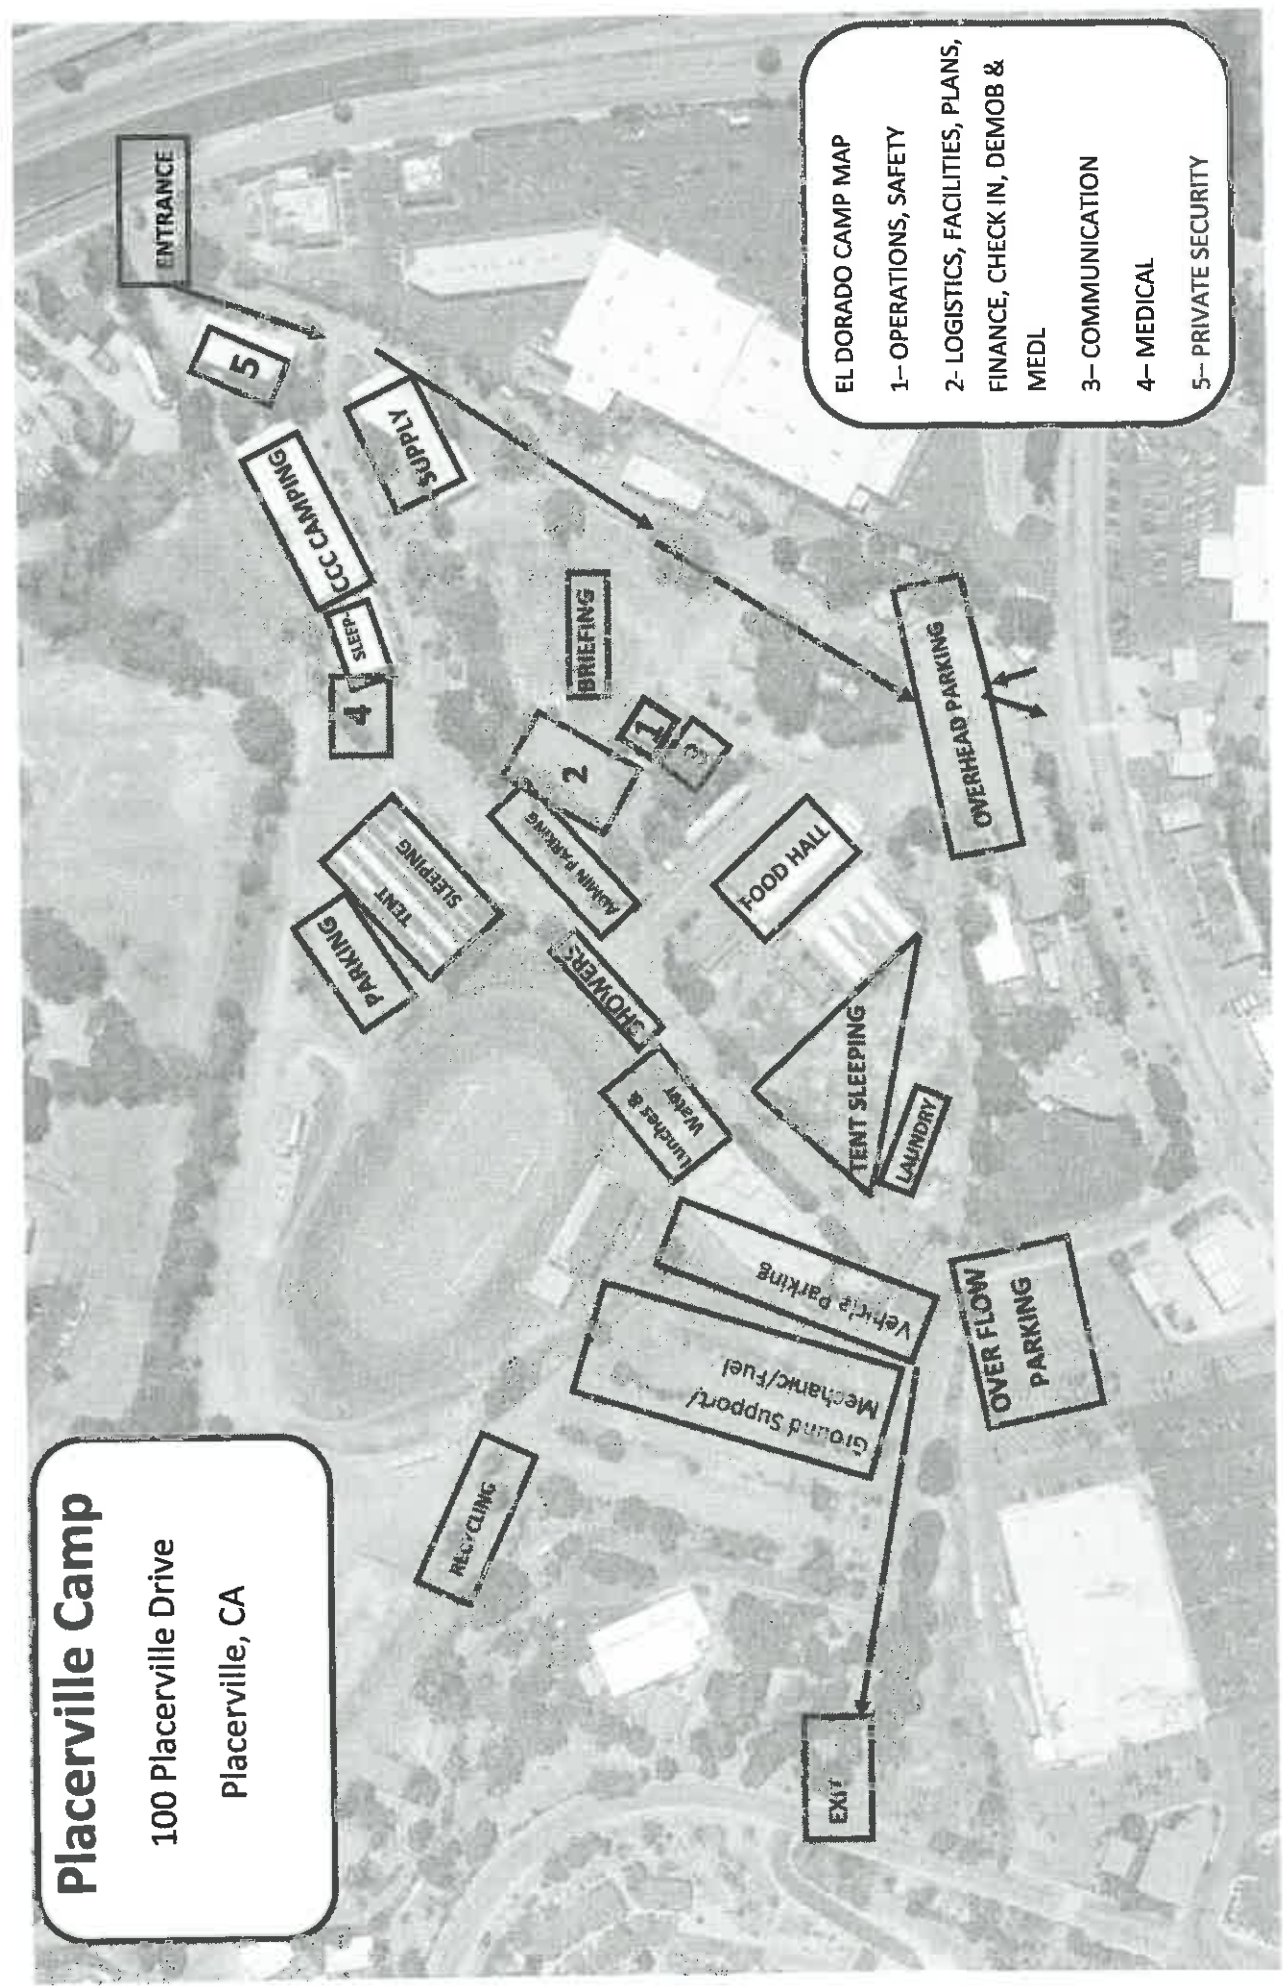 Placerville Camp
100 Placerville Drive
Placerville, CA
ENTRANCE
5
SUPPLY
CCC CAMPING
SLEEP
4
BRIEFING
1
3
2
ADMIN PARKING
TENT
SLEEPING
PARKING
SHOWERS
Lunches &
Water
FOOD HALL
TENT SLEEPING
LAUNDRY
OVERHEAD PARKING
Vehicle Parking
Ground Support/
Mechanic/Fuel
OVER FLOW
PARKING
RECYCLING
EXIT
EL DORADO CAMP MAP
1– OPERATIONS, SAFETY
2- LOGISTICS, FACILITIES, PLANS,
FINANCE, CHECK IN, DEMOB &
MEDL
3– COMMUNICATION
4– MEDICAL
5– PRIVATE SECURITY